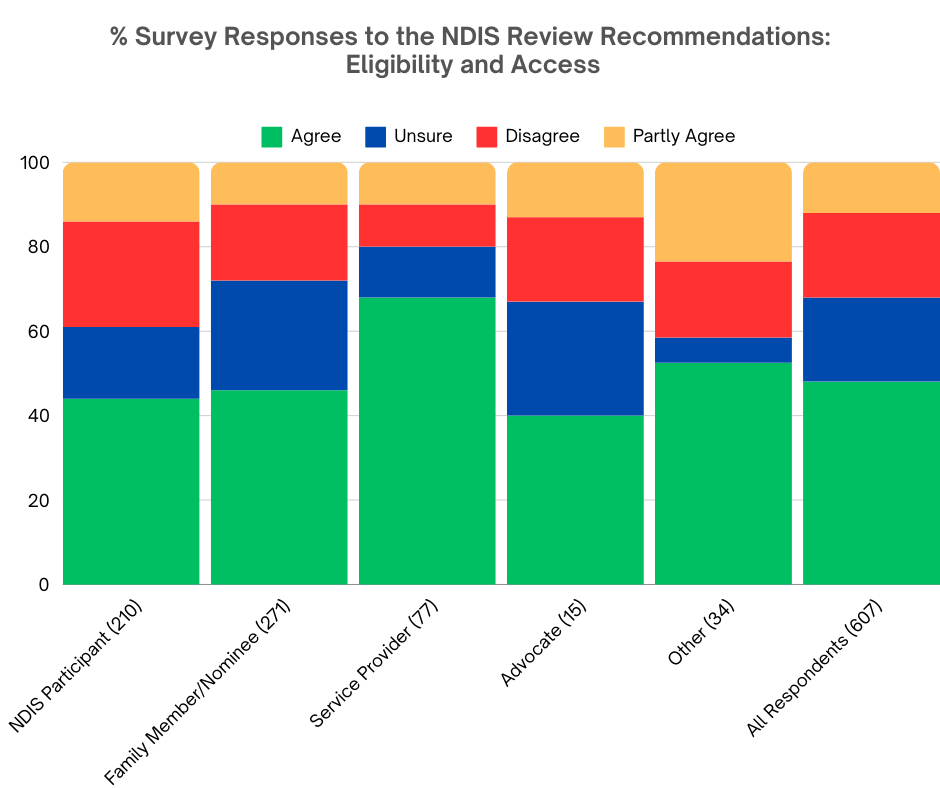 % Survey Responses to the NDIS Review Recommendations:
Eligibility and Access
Agree Unsure Disagree Partly Agree
100
80
60
40
20
0
NDIS Participant (210)
Family Member/Nominee (271)
Service Provider (77)
Advocate (15)
Other (34)
All Respondents (607)